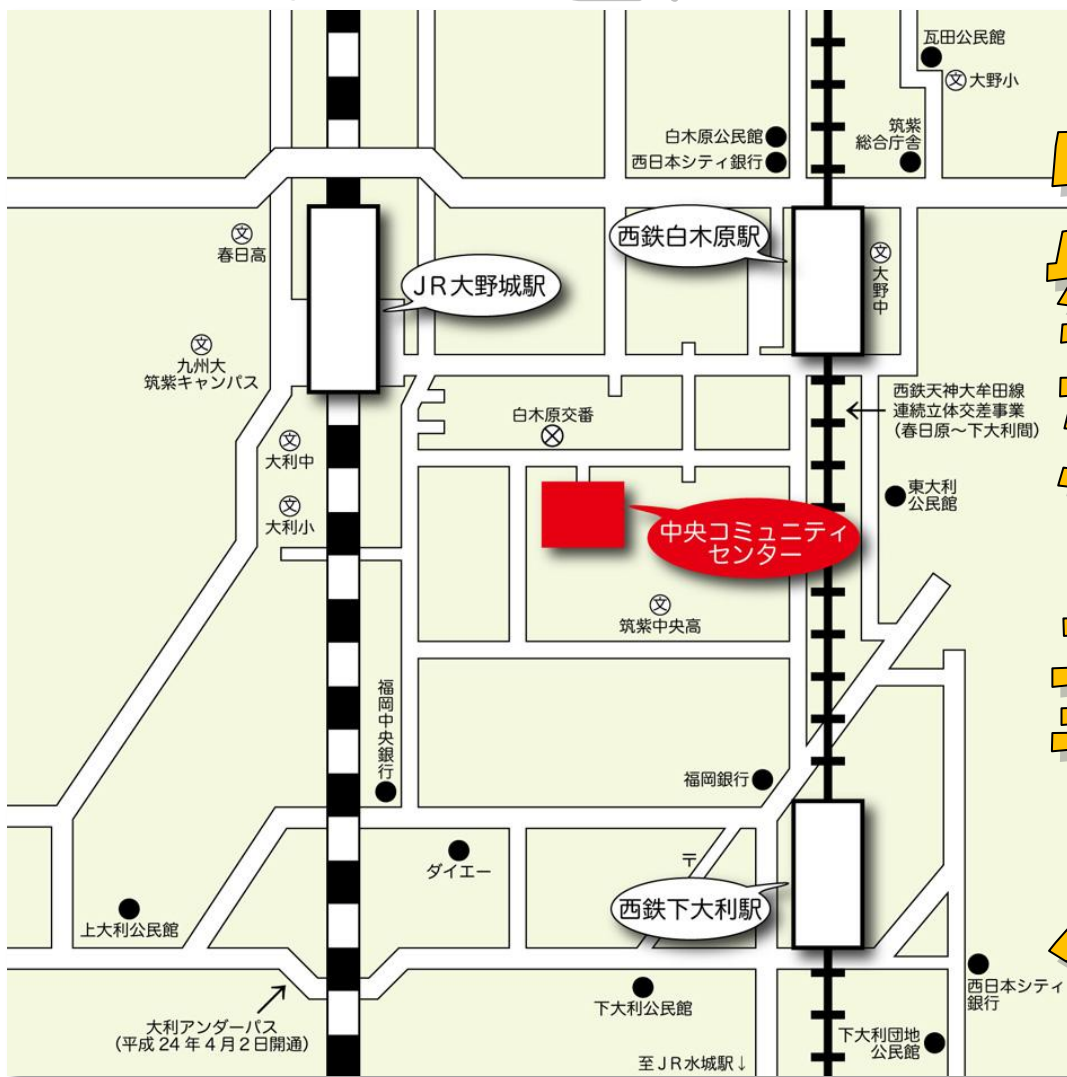 瓦田公民館
大野小
白木原公民館
西日本シティ銀行
筑紫
総合庁舎
春日高
JR大野城駅
西鉄白木原駅
大野中
九州大
筑紫キャンパス
白木原交番
西鉄天神大牟田線
連続立体交差事業
(春日原～下大利間)
大利中
東大利
公民館
大利小
中央コミュニティ
センター
筑紫中央高
福岡中央銀行
福岡銀行
ダイエー
〒
上大利公民館
西鉄下大利駅
大利アンダーパス
(平成24年4月2日開通)
下大利公民館
西日本シティ
銀行
下大利団地
公民館
至JR水城駅↓